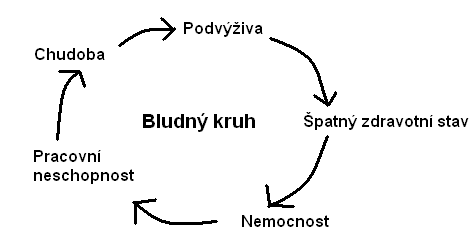 Podvýživa
Chudoba
Bludný kruh
Špatný zdravotní stav
Pracovní
neschopnost
Nemocnost